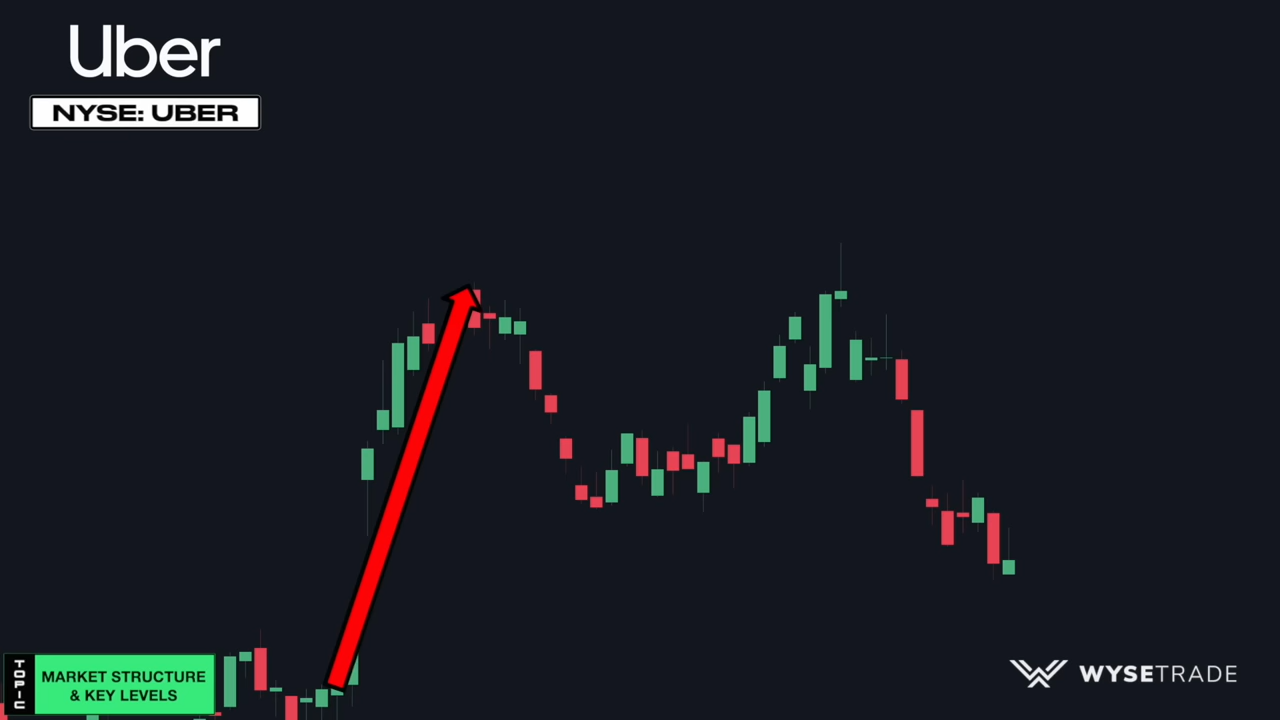 Uber
NYSE: UBER
TOPIC
MARKET STRUCTURE
& KEY LEVELS
WYSETRADE